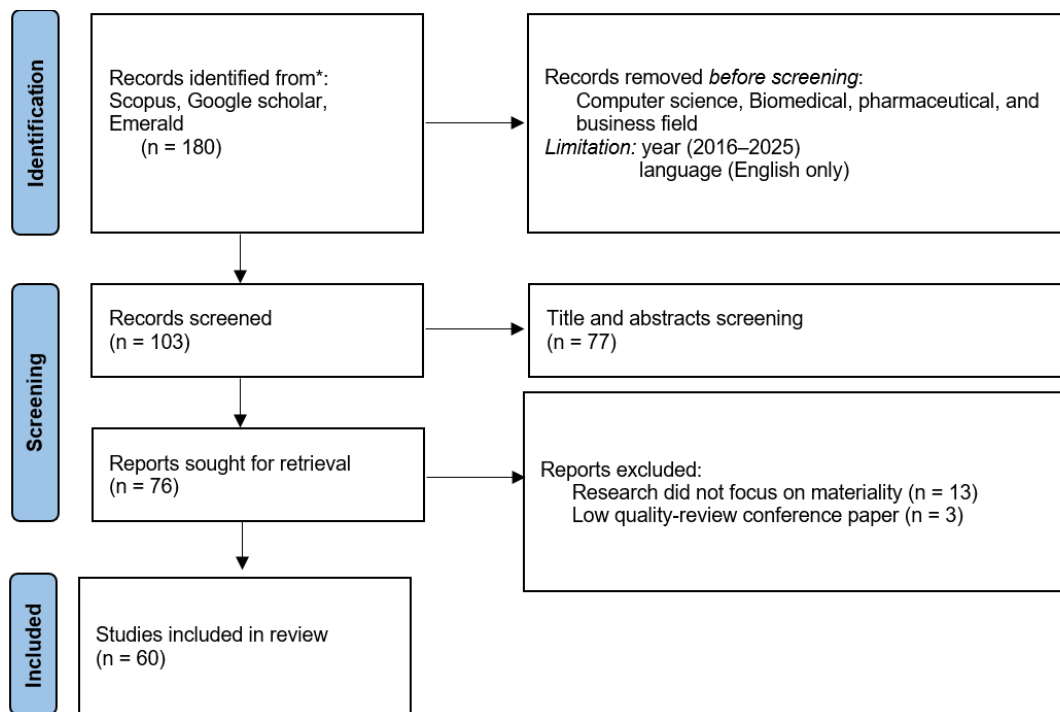 Identification
Records identified from*:
Scopus, Google scholar,
Emerald
(n = 180)
Records removed before screening:
Computer science, Biomedical, pharmaceutical, and
business field
Limitation: year (2016–2025)
language (English only)
Screening
Records screened
(n = 103)
Title and abstracts screening
(n = 77)
Reports sought for retrieval
(n = 76)
Reports excluded:
Research did not focus on materiality (n = 13)
Low quality-review conference paper (n = 3)
Included
Studies included in review
(n = 60)